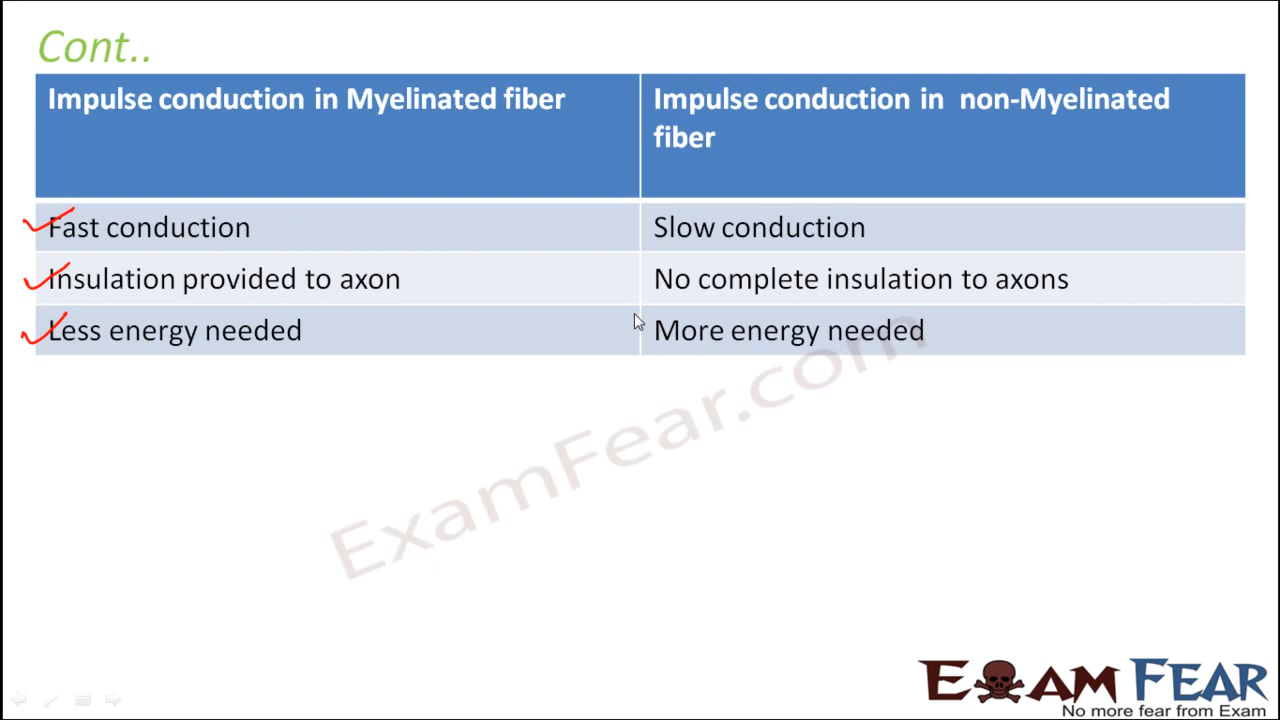 Cont..
Impulse conduction in Myelinated fiber
Impulse conduction in non-Myelinated
fiber
Fast conduction
Slow conduction
Insulation provided to axon
No complete insulation to axons
Less energy needed
More energy needed
ExamFear.com
EXAM FEAR
No more fear from Exam